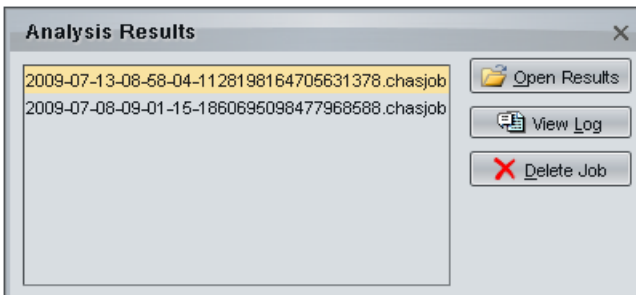 Analysis Results
2009-07-13-08-58-04-1128198164705631378.chasjob
2009-07-08-09-01-15-1860695098477968588.chasjob
Open Results
View Log
Delete Job